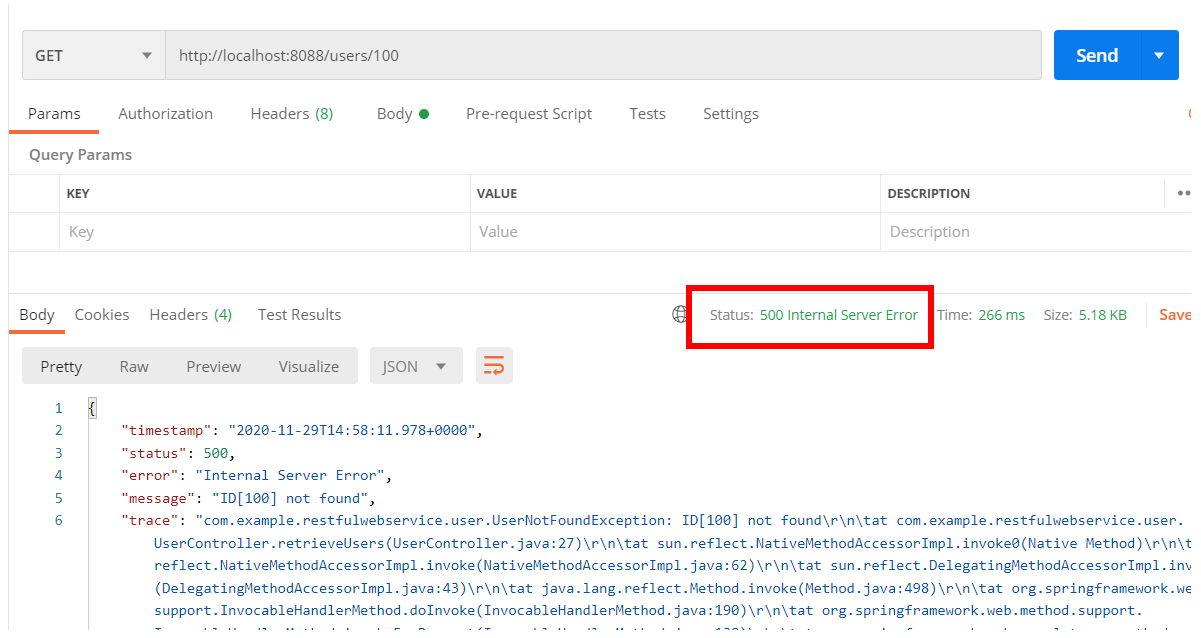 GET http://localhost:8088/users/100 Send
Params Authorization Headers (8) Body Pre-request Script Tests Settings
Query Params
KEY VALUE DESCRIPTION
Key Value Description
Body Cookies Headers (4) Test Results Status: 500 Internal Server Error Time: 266 ms Size: 5.18 KB Save
Pretty Raw Preview Visualize JSON
1 {
2 "timestamp": "2020-11-29T14:58:11.978+0000",
3 "status": 500,
4 "error": "Internal Server Error",
5 "message": "ID[100] not found",
6 "trace": "com.example.restfulwebservice.user.UserNotFoundException: ID[100] not found\r\n\tat com.example.restfulwebservice.user.
UserController.retrieveUsers(UserController.java:27)\r\n\tat sun.reflect.NativeMethodAccessorImpl.invoke0(Native Method)\r\n\t
reflect.NativeMethodAccessorImpl.invoke(NativeMethodAccessorImpl.java:62)\r\n\tat sun.reflect.DelegatingMethodAccessorImpl.inv
(DelegatingMethodAccessorImpl.java:43)\r\n\tat java.lang.reflect.Method.invoke(Method.java:498)\r\n\tat org.springframework.we
support.InvocableHandlerMethod.doInvoke(InvocableHandlerMethod.java:190)\r\n\tat org.springframework.web.method.support.